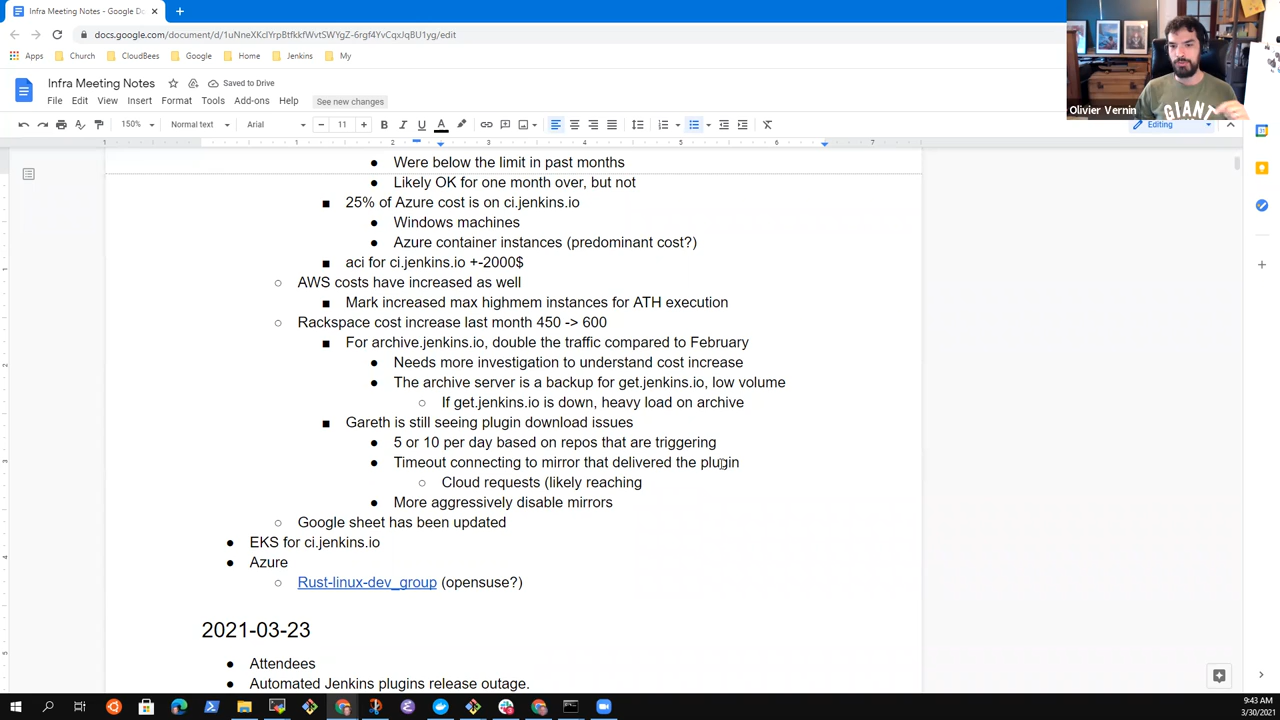 Infra Meeting Notes - Google Do
docs.google.com/document/d/1uNneXKclYrpBtfkkfWvtSWYgZ-6rgf4YvCqxJqBU1yg/edit
Apps Church CloudBees Google Home Jenkins My
Infra Meeting Notes Saved to Drive
File Edit View Insert Format Tools Add-ons Help See new changes
150% Normal text Arial 11 Editing
Olivier Vernin
GIANT
1 1 2 3 4 5 6 7
Were below the limit in past months
Likely OK for one month over, but not
25% of Azure cost is on ci.jenkins.io
Windows machines
Azure container instances (predominant cost?)
aci for ci.jenkins.io +-2000$
AWS costs have increased as well
Mark increased max highmem instances for ATH execution
Rackspace cost increase last month 450 -> 600
For archive.jenkins.io, double the traffic compared to February
Needs more investigation to understand cost increase
The archive server is a backup for get.jenkins.io, low volume
If get.jenkins.io is down, heavy load on archive
Gareth is still seeing plugin download issues
5 or 10 per day based on repos that are triggering
Timeout connecting to mirror that delivered the plugin
Cloud requests (likely reaching
More aggressively disable mirrors
Google sheet has been updated
EKS for ci.jenkins.io
Azure
Rust-linux-dev_group (opensuse?)
2021-03-23
Attendees
Automated Jenkins plugins release outage.
9:43 AM
3/30/2021